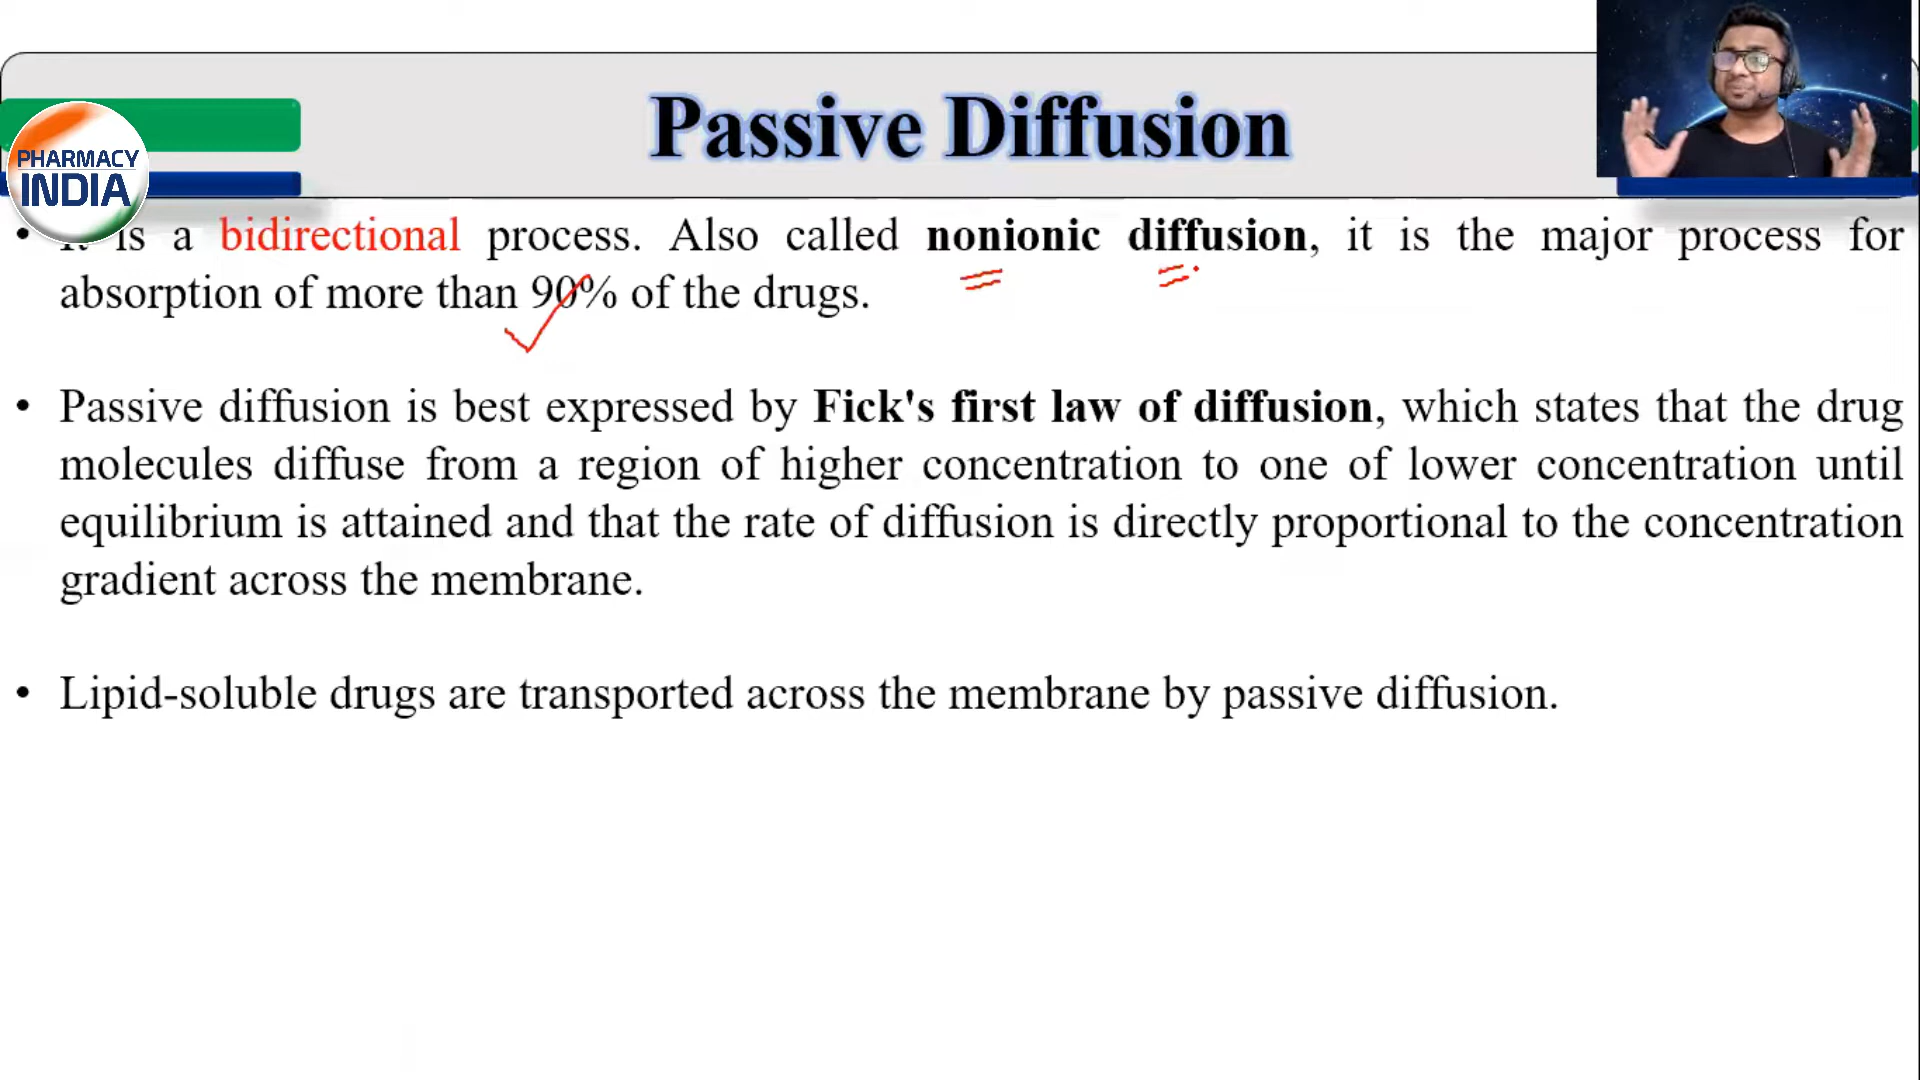 Passive Diffusion
PHARMACY
INDIA
• It is a bidirectional process. Also called nonionic diffusion, it is the major process for
absorption of more than 90% of the drugs.
• Passive diffusion is best expressed by Fick's first law of diffusion, which states that the drug
molecules diffuse from a region of higher concentration to one of lower concentration until
equilibrium is attained and that the rate of diffusion is directly proportional to the concentration
gradient across the membrane.
• Lipid-soluble drugs are transported across the membrane by passive diffusion.